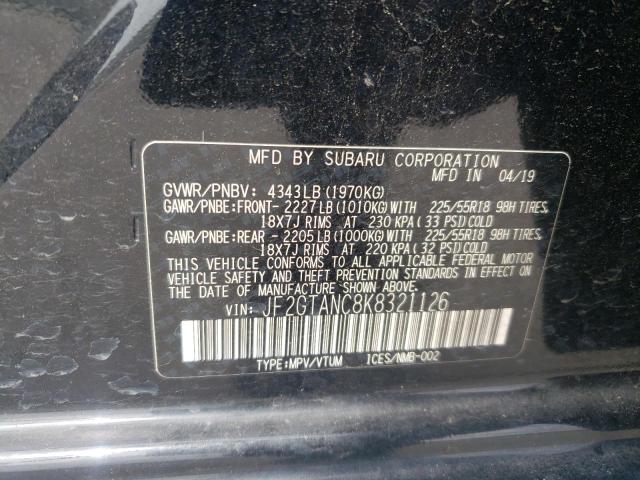 MFD BY SUBARU CORPORATION
MFD IN 04/19
GVWR/PNBV: 4343LB(1970KG)
GAWR/PNBE:FRONT- 2227LB(1010KG)WITH 225/55R18 98H TIRES,
18X7J RIMS AT 230 KPA(33 PSI)COLD
GAWR/PNBE:REAR - 2205LB(1000KG)WITH 225/55R18 98H TIRES,
18X7J RIMS AT 220 KPA(32 PSI)COLD
THIS VEHICLE CONFORMS TO ALL APPLICABLE FEDERAL MOTOR
VEHICLE SAFETY AND THEFT PREVENTION STANDARDS IN EFFECT ON
THE DATE OF MANUFACTURE SHOWN ABOVE.
VIN: JF2GTANC8K8321126
TYPE:MPV/VTUM ICES/NMB-002